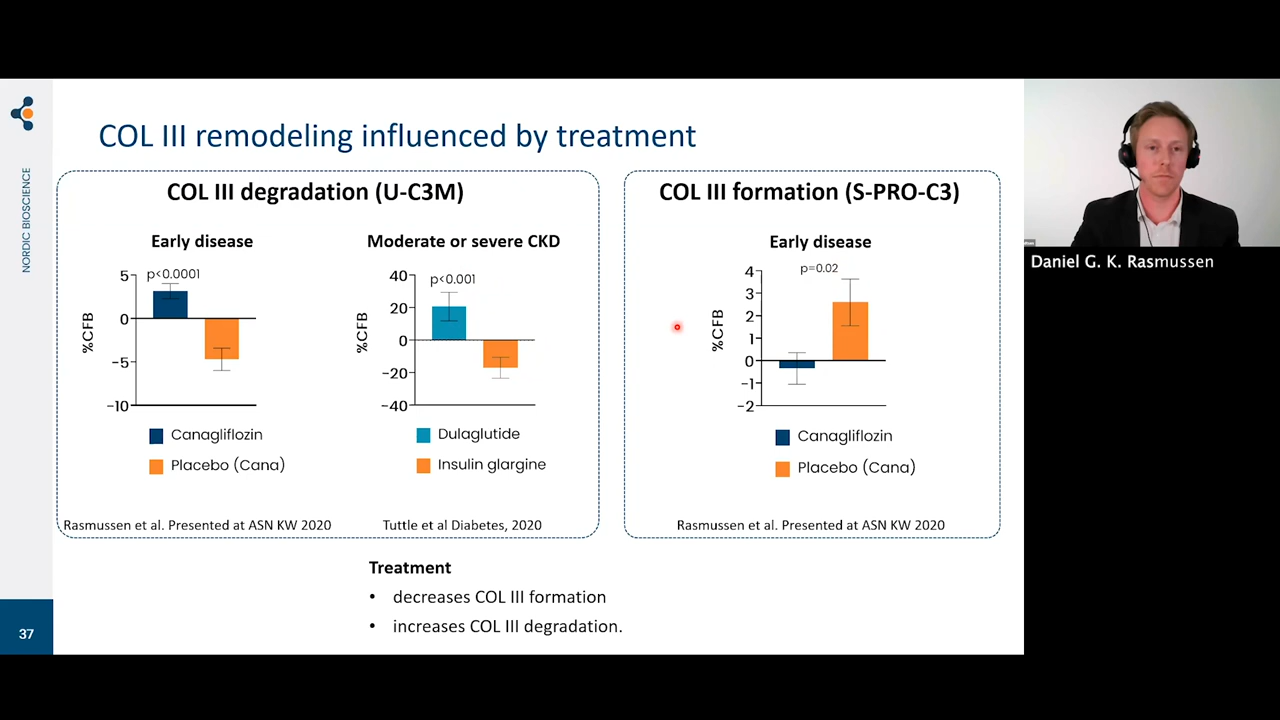 COL III remodeling influenced by treatment
COL III degradation (U-C3M)
Early disease
p<0.0001
5
0
−5
−10
%CFB
Canagliflozin
Placebo (Cana)
Rasmussen et al. Presented at ASN KW 2020
Moderate or severe CKD
p<0.001
40
20
0
−20
−40
%CFB
Dulaglutide
Insulin glargine
Tuttle et al Diabetes, 2020
COL III formation (S-PRO-C3)
Early disease
p=0.02
4
3
2
1
0
−1
−2
%CFB
Canagliflozin
Placebo (Cana)
Rasmussen et al. Presented at ASN KW 2020
Treatment
• decreases COL III formation
• increases COL III degradation.
NORDIC BIOSCIENCE
37
Daniel G. K. Rasmussen